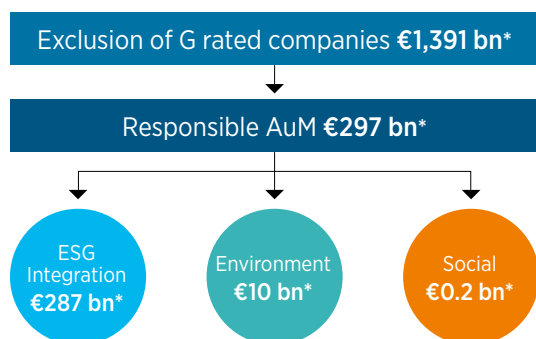 Exclusion of G rated companies €1,391 bn*
Responsible AuM €297 bn*
ESG
Integration
€287 bn*
Environment
€10 bn*
Social
€0.2 bn*